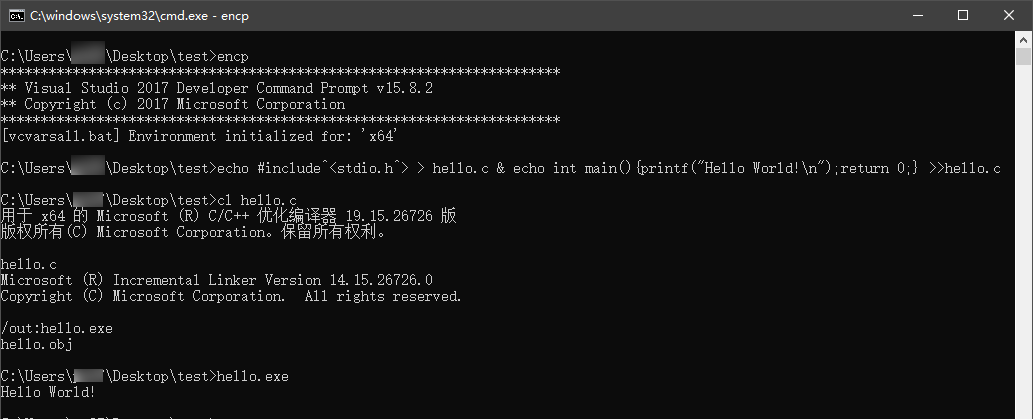 C:\windows\system32\cmd.exe - encp
C:\Users\ \Desktop\test>encp
**********************************************************************
** Visual Studio 2017 Developer Command Prompt v15.8.2
** Copyright (c) 2017 Microsoft Corporation
**********************************************************************
[vcvarsall.bat] Environment initialized for: 'x64'
C:\Users\ \Desktop\test>echo #include^<stdio.h^> > hello.c & echo int main(){printf("Hello World!\n");return 0;} >>hello.c
C:\Users\ \Desktop\test>cl hello.c
用于 x64 的 Microsoft (R) C/C++ 优化编译器 19.15.26726 版
版权所有(C) Microsoft Corporation。保留所有权利。
hello.c
Microsoft (R) Incremental Linker Version 14.15.26726.0
Copyright (C) Microsoft Corporation.  All rights reserved.
/out:hello.exe
hello.obj
C:\Users\ \Desktop\test>hello.exe
Hello World!